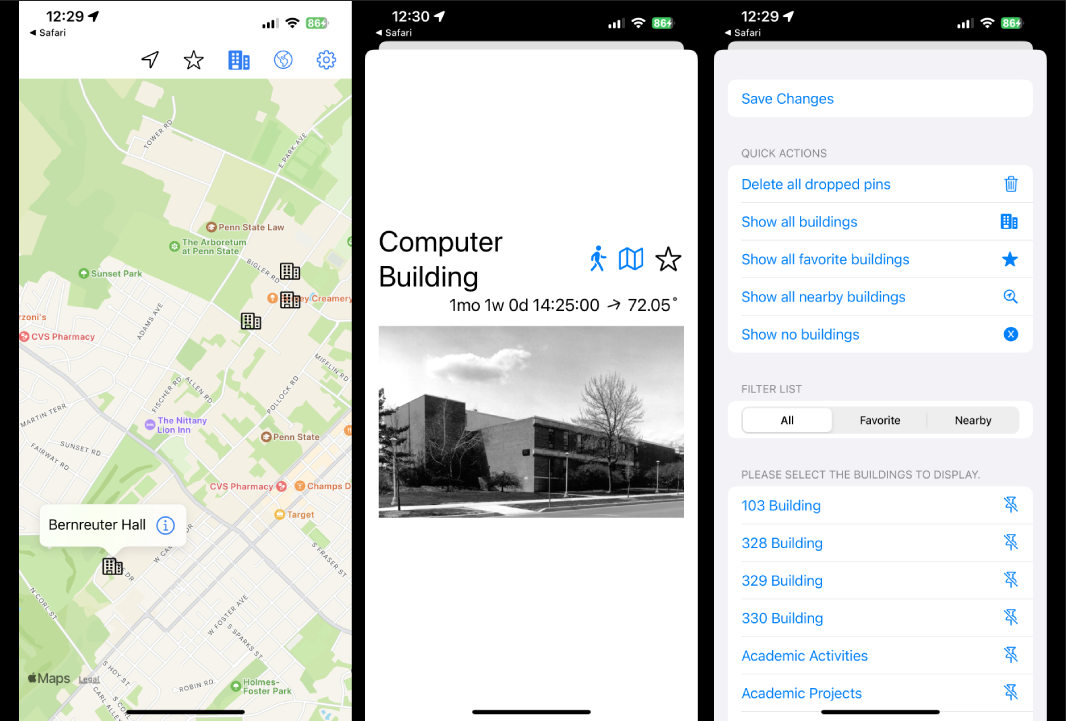 12:29
86
◀ Safari
TOWER RD
E PARK AVE
Penn State Law
The Arboretum
at Penn State
BIGLER RD
Sunset Park
ey Creamery
rzoni's
CVS Pharmacy
ADAMS AVE
MIFFLIN RD
FISCHER RD
ALLEN RD
POLLOCK RD
MARTIN TERR
The Nittany
Lion Inn
Penn State
SUNSET RD
FAIRWAY RD
CVS Pharmacy
Champs D
Target
Bernreuter Hall
W CA
DR
S FRASER ST
N CORL ST
W FOSTER AVE
S SPARKS ST
Maps
Legal
S HOY ST
ROBIN RD
CARL ALLEY
Holmes-
Foster Park
12:30
86
◀ Safari
Computer
Building
1mo 1w 0d 14:25:00 → 72.05°
12:29
86
◀ Safari
Save Changes
QUICK ACTIONS
Delete all dropped pins
Show all buildings
Show all favorite buildings
Show all nearby buildings
Show no buildings
FILTER LIST
All Favorite Nearby
PLEASE SELECT THE BUILDINGS TO DISPLAY.
103 Building
328 Building
329 Building
330 Building
Academic Activities
Academic Projects